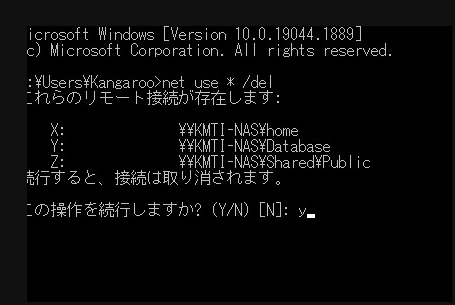 icrosoft Windows [Version 10.0.19044.1889]
c) Microsoft Corporation. All rights reserved.
:¥Users¥Kangaroo>net use * /del
これらのリモート接続が存在します:
X: ¥¥KMTI-NAS¥home
Y: ¥¥KMTI-NAS¥Database
Z: ¥¥KMTI-NAS¥Shared¥Public
続行すると、接続は取り消されます。
この操作を続行しますか? (Y/N) [N]: y